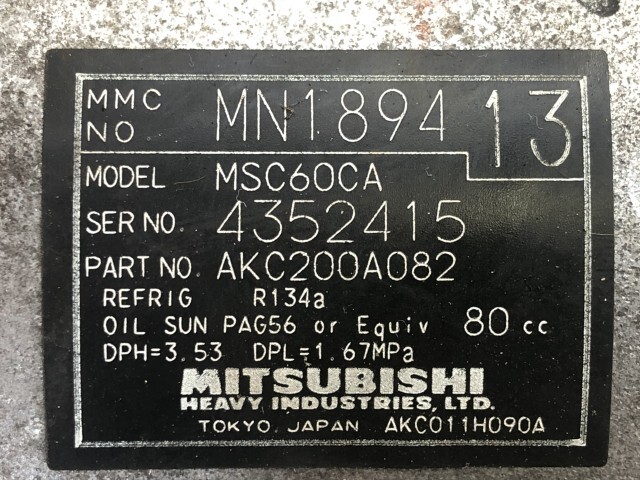 MMC NO MN1894 13
MODEL MSC60CA
SER NO. 4352415
PART NO. AKC200A082
REFRIG R134a
OIL SUN PAG56 or Equiv 80 cc
DPH=3.53 DPL=1.67MPa
MITSUBISHI
HEAVY INDUSTRIES, LTD.
TOKYO JAPAN AKC011H090A